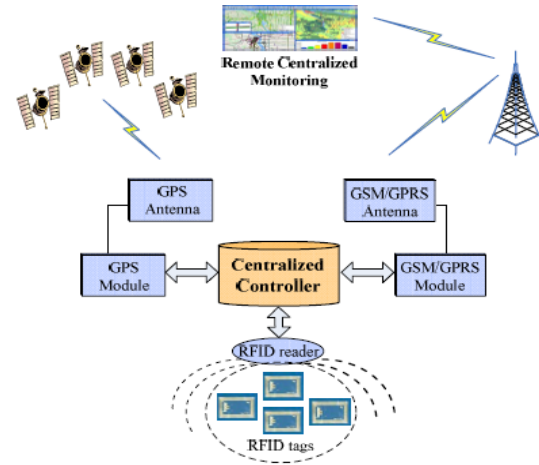 Remote Centralized
Monitoring
GPS
Antenna
GSM/GPRS
Antenna
GPS
Module
Centralized
Controller
GSM/GPRS
Module
RFID reader
RFID tags